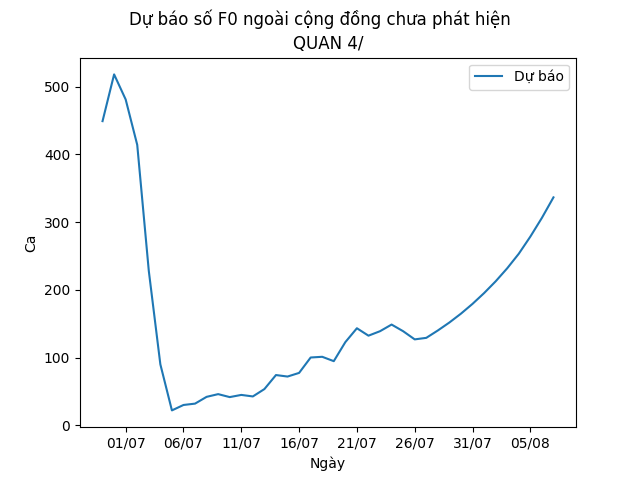 Dự báo số F0 ngoài cộng đồng chưa phát hiện
QUAN 4/
Dự báo
Ca
500
400
300
200
100
0
01/07 06/07 11/07 16/07 21/07 26/07 31/07 05/08
Ngày